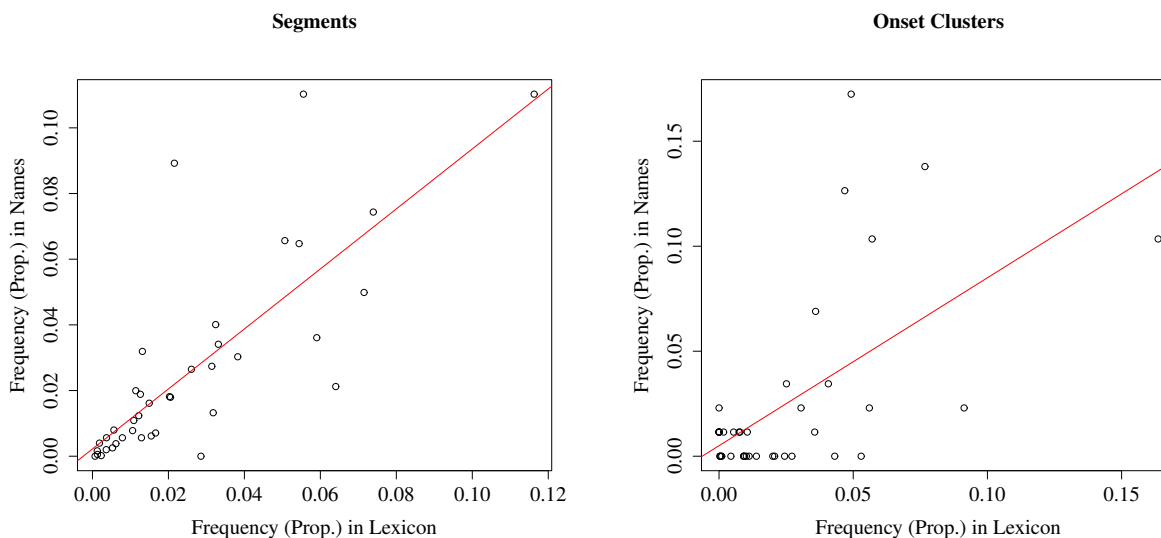 Segments
Frequency (Prop.) in Names
0.00 0.02 0.04 0.06 0.08 0.10
0.00 0.02 0.04 0.06 0.08 0.10 0.12
Frequency (Prop.) in Lexicon
Onset Clusters
Frequency (Prop.) in Names
0.00 0.05 0.10 0.15
0.00 0.05 0.10 0.15
Frequency (Prop.) in Lexicon